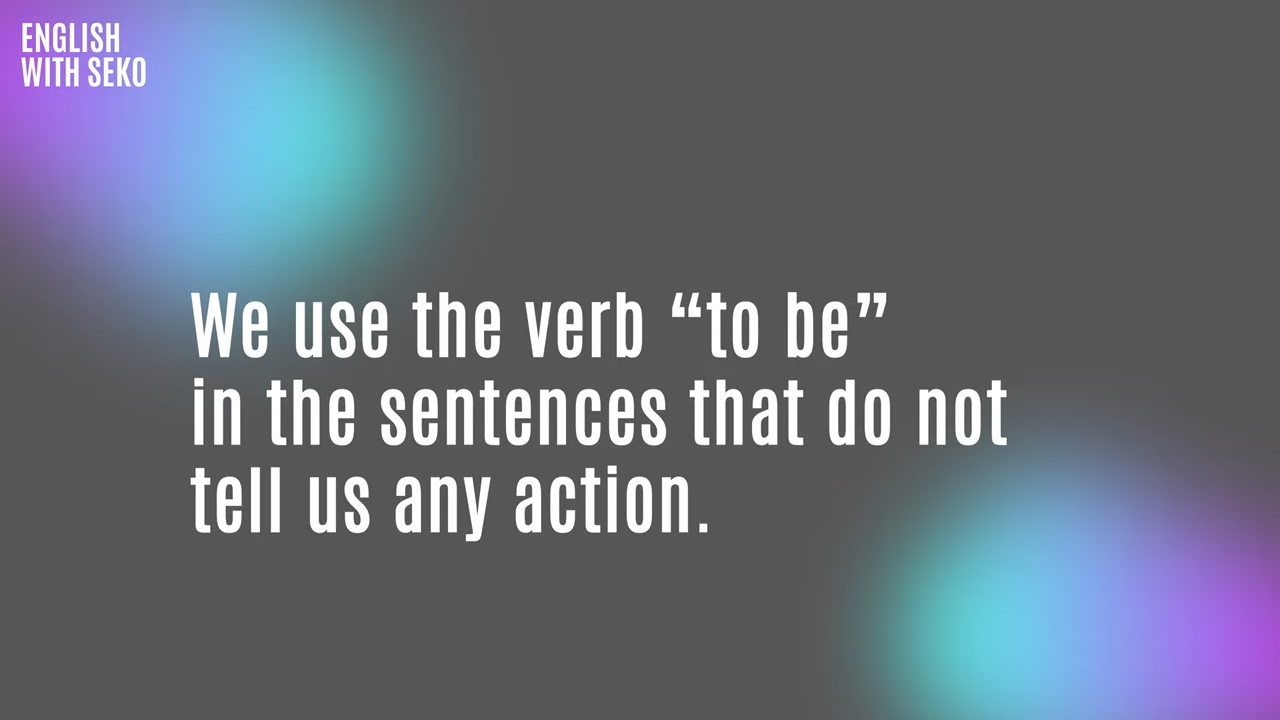 ENGLISH
WITH SEKO
We use the verb “to be”
in the sentences that do not
tell us any action.